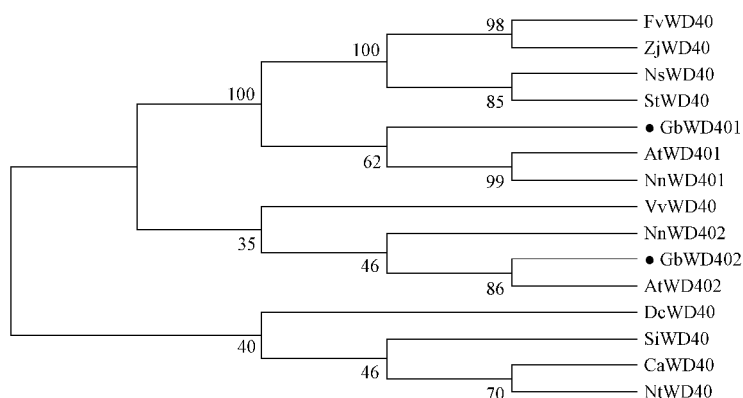 98
FvWD40
ZjWD40
100
NsWD40
85
StWD40
100
● GbWD401
62
AtWD401
99
NnWD401
VvWD40
35
NnWD402
46
● GbWD402
86
AtWD402
DcWD40
40
SiWD40
46
CaWD40
70
NtWD40